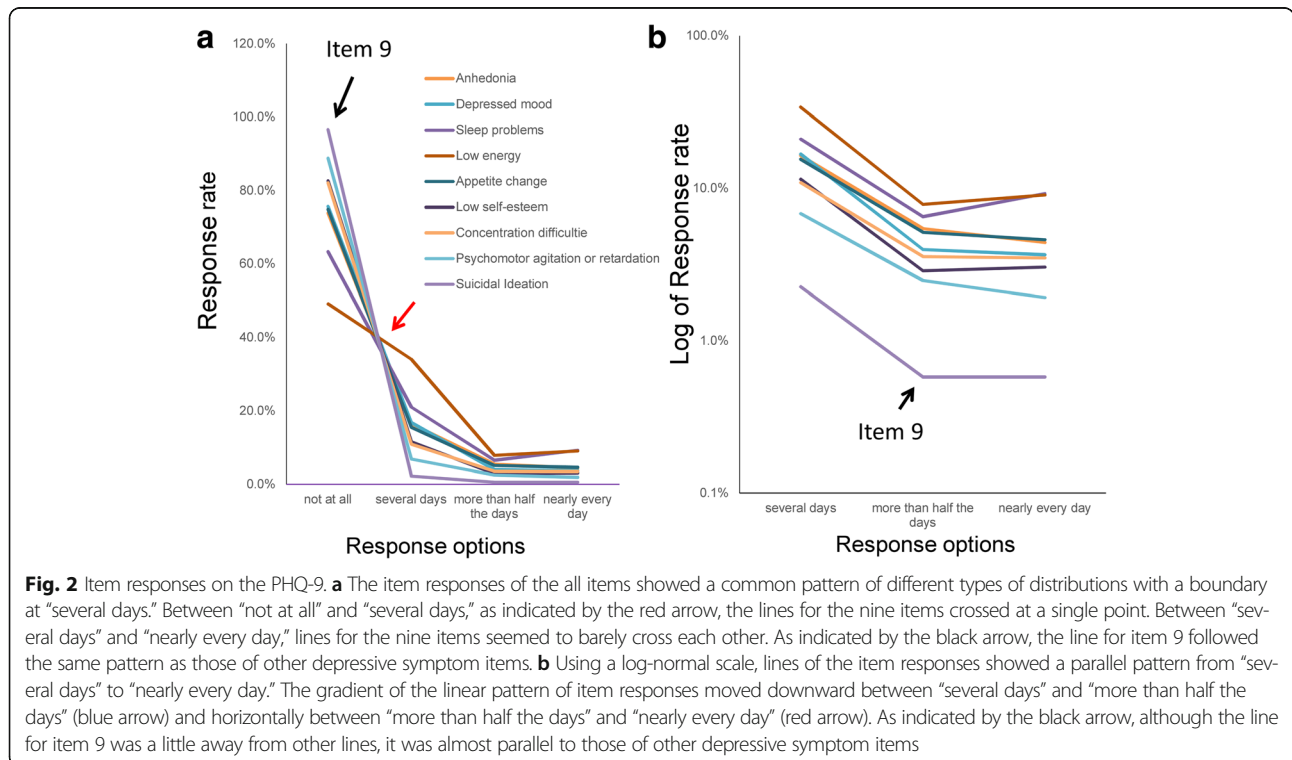 a
120.0%
100.0%
80.0%
60.0%
40.0%
20.0%
0.0%
Response rate
Item 9
Anhedonia
Depressed mood
Sleep problems
Low energy
Appetite change
Low self-esteem
Concentration difficultie
Psychomotor agitation or retardation
Suicidal Ideation
not at all
several days
more than half
the days
nearly every
day
Response options
b
100.0%
10.0%
1.0%
0.1%
Log of Response rate
Item 9
several days
more than half the
days
nearly every day
Response options
Fig. 2 Item responses on the PHQ-9. a The item responses of the all items showed a common pattern of different types of distributions with a boundary
at “several days.” Between “not at all” and “several days,” as indicated by the red arrow, the lines for the nine items crossed at a single point. Between “sev-
eral days” and “nearly every day,” lines for the nine items seemed to barely cross each other. As indicated by the black arrow, the line for item 9 followed
the same pattern as those of other depressive symptom items. b Using a log-normal scale, lines of the item responses showed a parallel pattern from “sev-
eral days” to “nearly every day.” The gradient of the linear pattern of item responses moved downward between “several days” and “more than half the
days” (blue arrow) and horizontally between “more than half the days” and “nearly every day” (red arrow). As indicated by the black arrow, although the line
for item 9 was a little away from other lines, it was almost parallel to those of other depressive symptom items